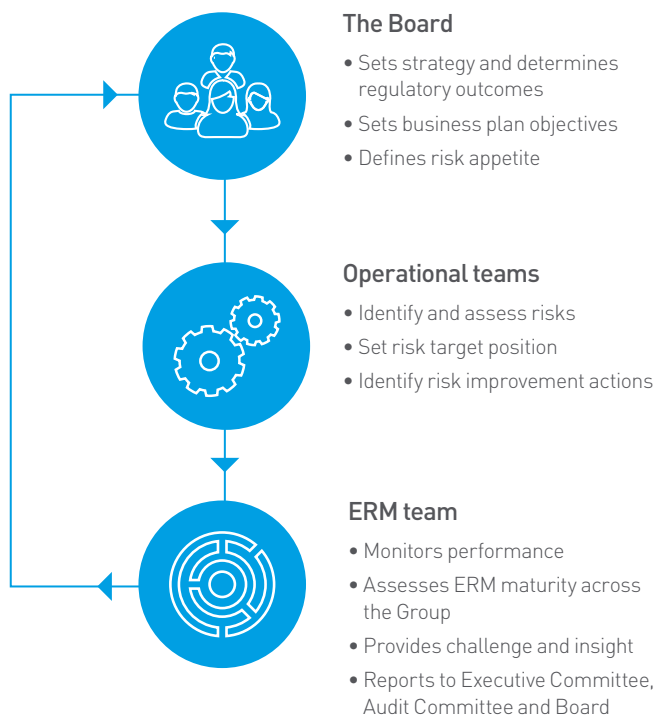 The Board
• Sets strategy and determines
regulatory outcomes
• Sets business plan objectives
• Defines risk appetite
Operational teams
• Identify and assess risks
• Set risk target position
• Identify risk improvement actions
ERM team
• Monitors performance
• Assesses ERM maturity across
the Group
• Provides challenge and insight
• Reports to Executive Committee,
Audit Committee and Board